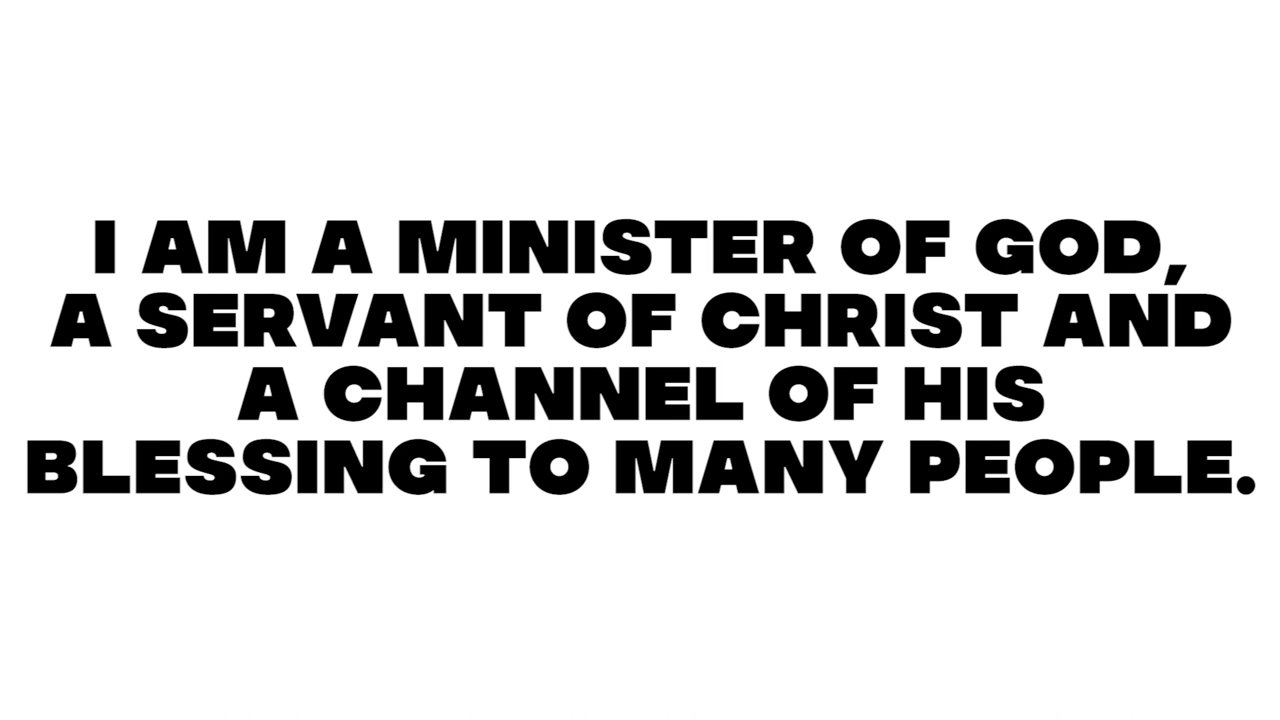 I AM A MINISTER OF GOD,
A SERVANT OF CHRIST AND
A CHANNEL OF HIS
BLESSING TO MANY PEOPLE.